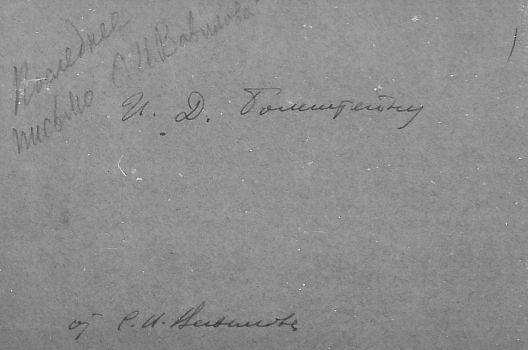 Последнее
письмо С.И.Вавилова
И. Д.
от С.И.Вавилова